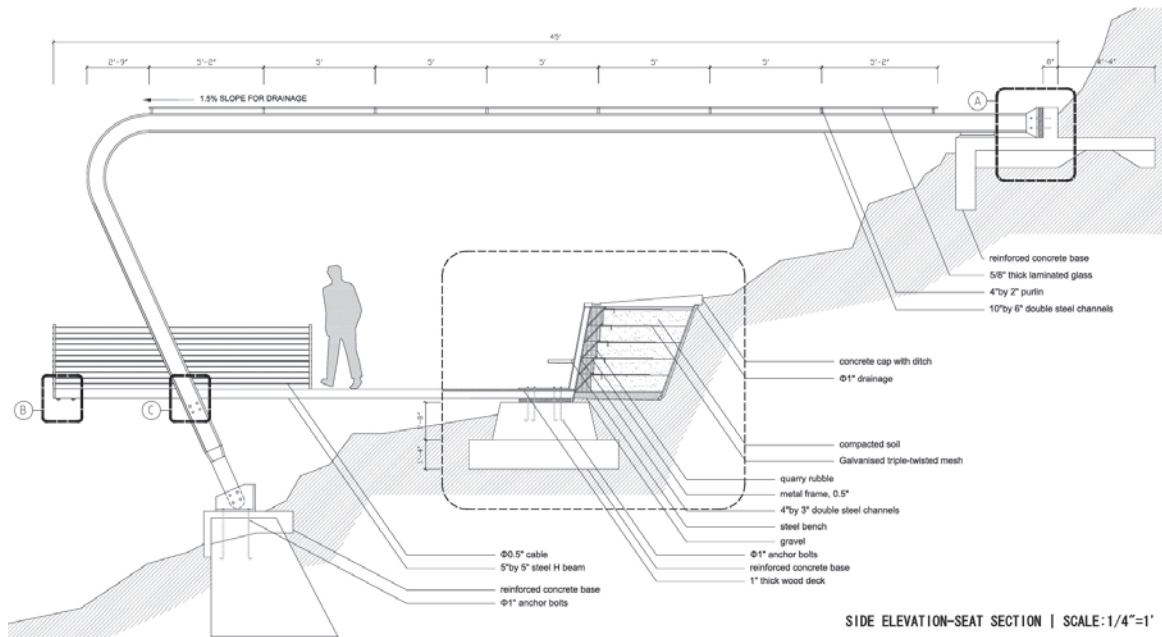 45'
2'-9"
5'-2"
5'
5'
5'
5'
5'
5'-2"
8"
4'-4"
1.5% SLOPE FOR DRAINAGE
A
reinforced concrete base
5/8" thick laminated glass
4"by 2" purlin
10"by 6" double steel channels
concrete cap with ditch
Φ1" drainage
B
C
1'-4"
compacted soil
Galvanised triple-twisted mesh
quarry rubble
metal frame, 0.5"
4"by 3" double steel channels
steel bench
gravel
Φ0.5" cable
Φ1" anchor bolts
5"by 5" steel H beam
reinforced concrete base
1" thick wood deck
reinforced concrete base
Φ1" anchor bolts
SIDE ELEVATION-SEAT SECTION | SCALE:1/4"=1'